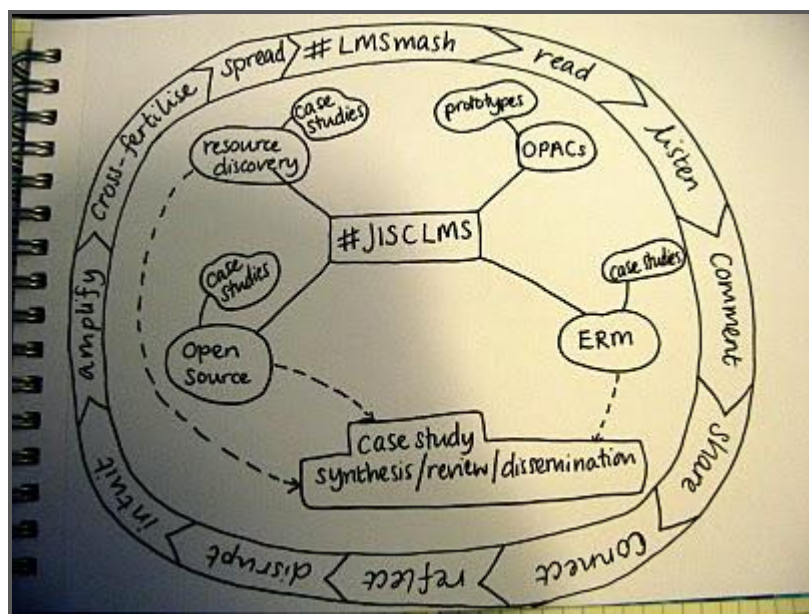 #LMSmash
read
listen
comment
share
connect
reflect
disrupt
intuit
amplify
cross-fertilise
spread
case
studies
resource
discovery
prototypes
OPACs
#JISCLMS
case
studies
Open
Source
case studies
ERM
case study
synthesis/review/dissemination